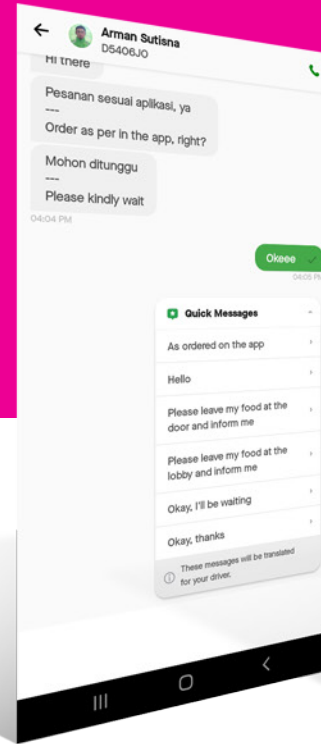 Arman Sutisna
D5406JO
Hi there
Pesanan sesuai aplikasi, ya
---
Order as per in the app, right?
Mohon ditunggu
---
Please kindly wait
04:04 PM
Okeee
04:05 PM
Quick Messages
As ordered on the app
Hello
Please leave my food at the
door and inform me
Please leave my food at the
lobby and inform me
Okay, I'll be waiting
Okay, thanks
These messages will be translated
for your driver.